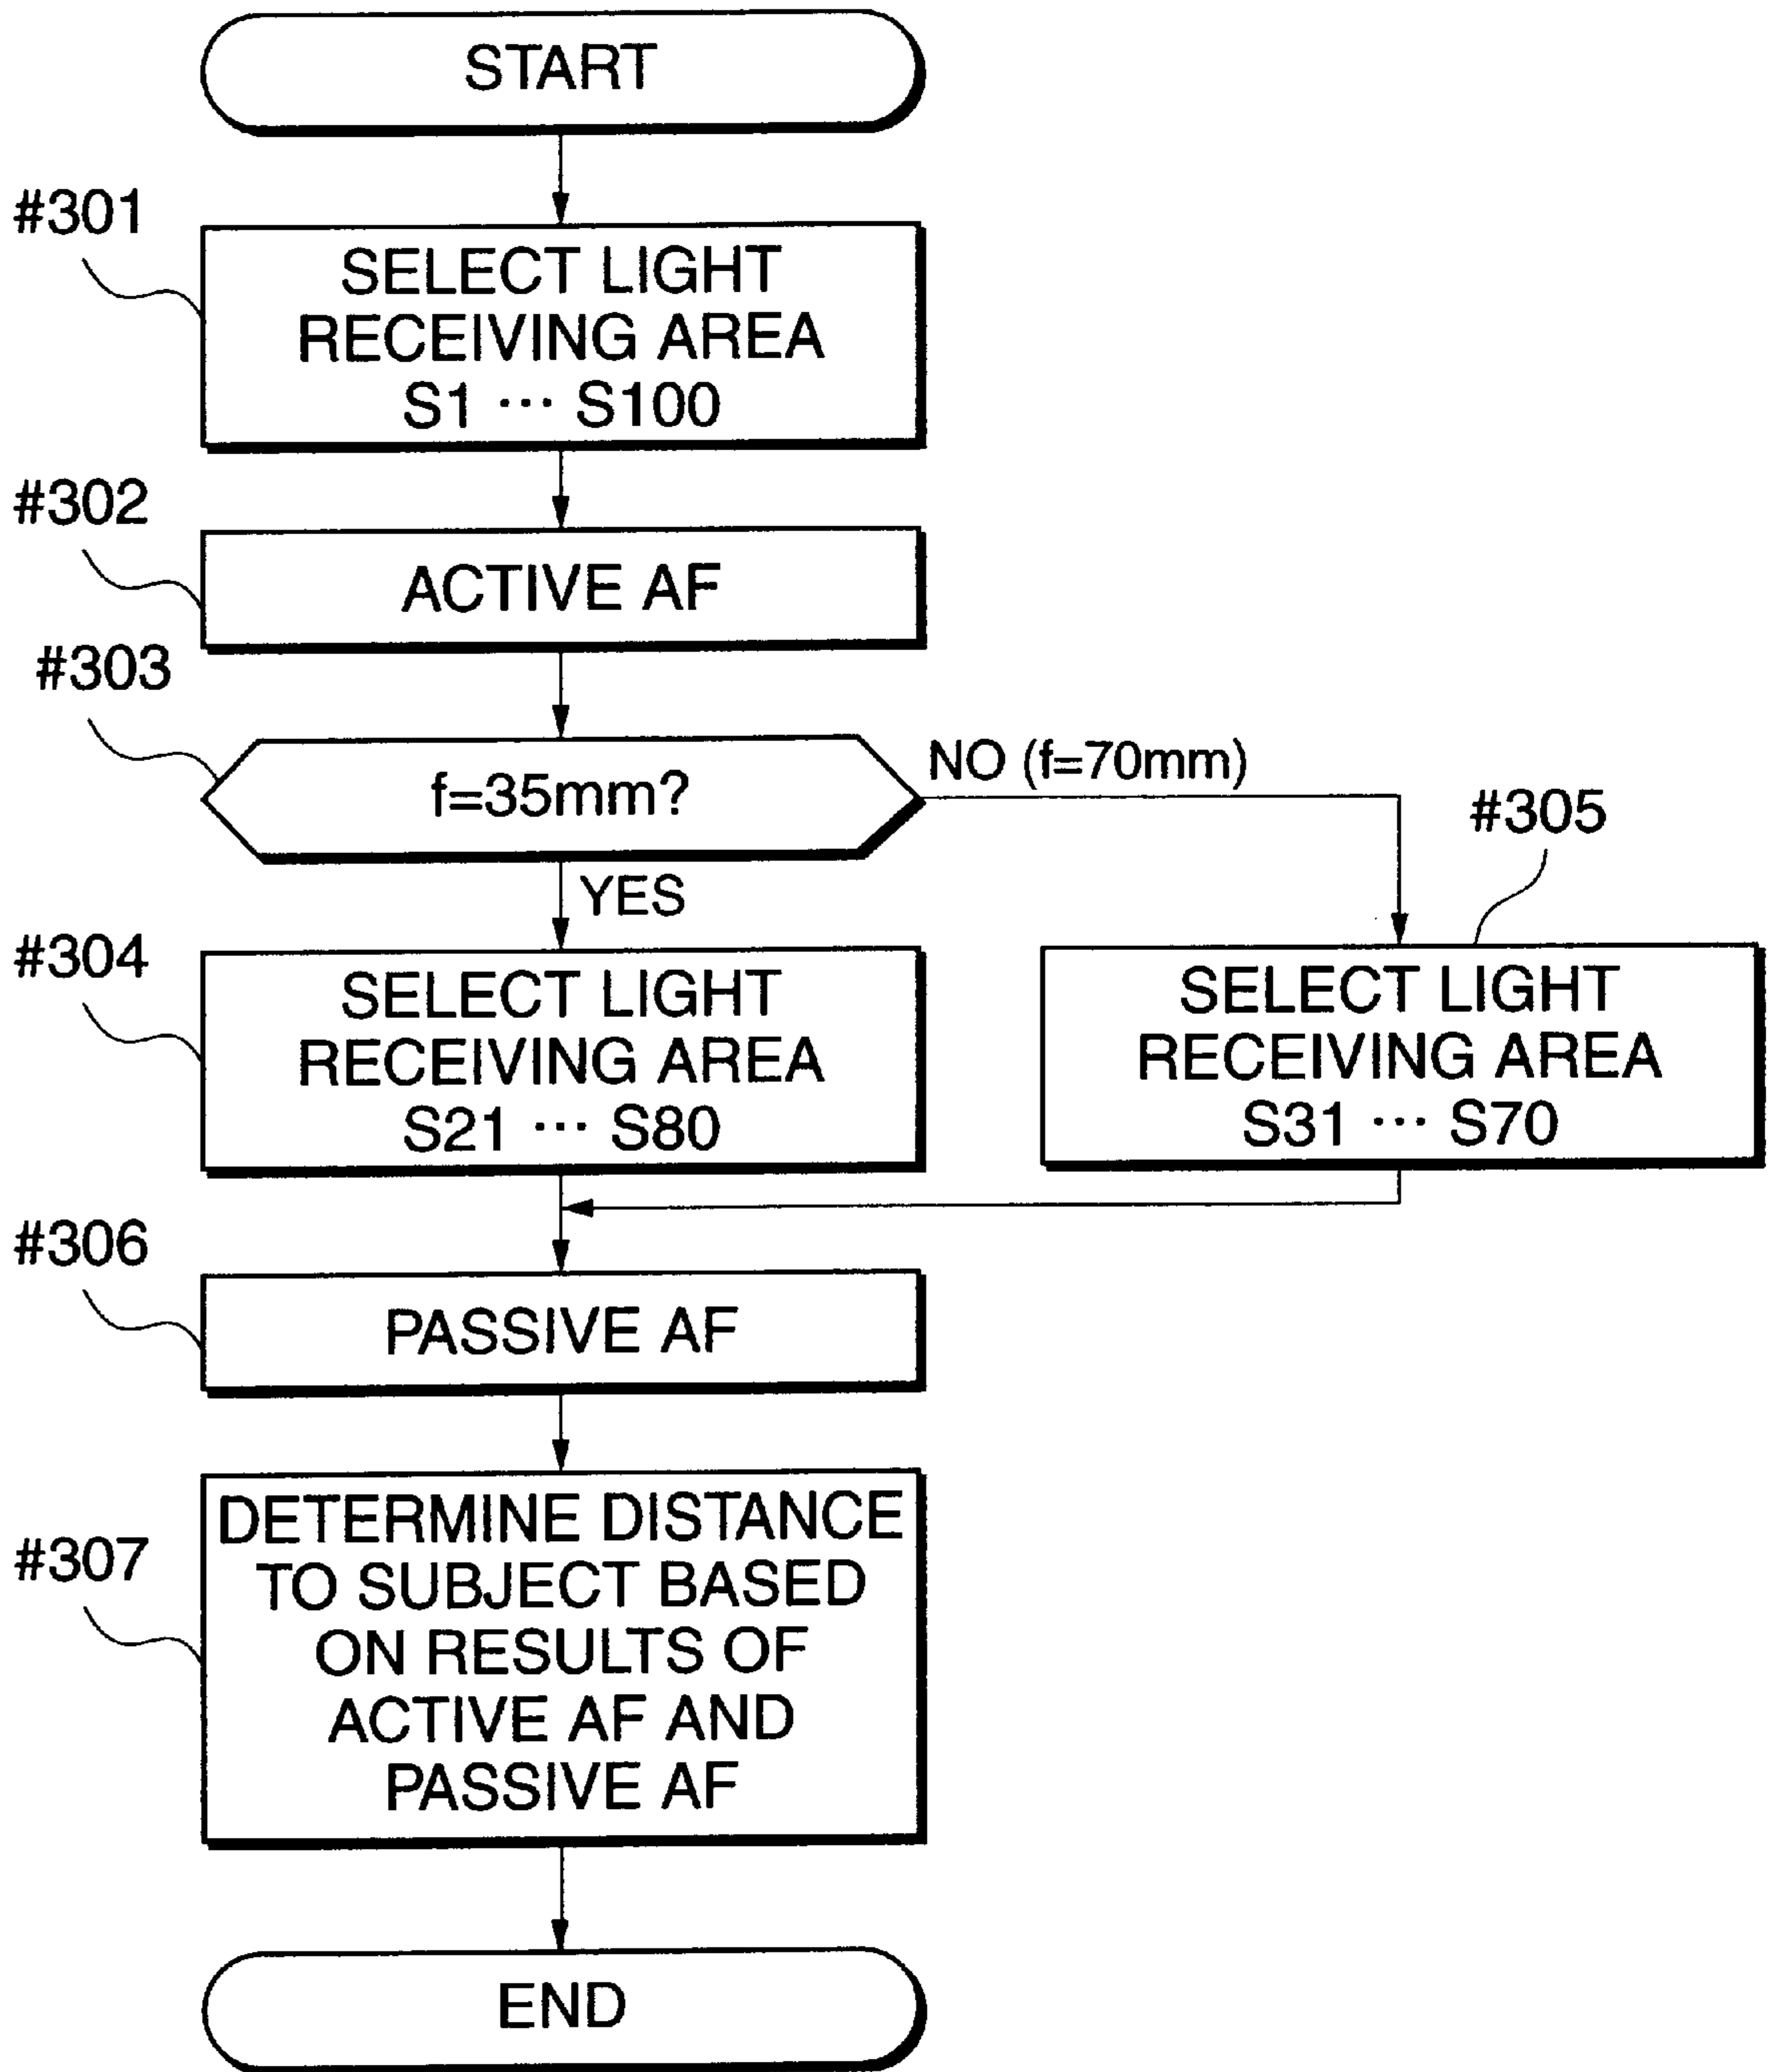 START
#301
SELECT LIGHT
RECEIVING AREA
S1 ··· S100
#302
ACTIVE AF
#303
f=35mm?
NO (f=70mm)
YES
#304
SELECT LIGHT
RECEIVING AREA
S21 ··· S80
#305
SELECT LIGHT
RECEIVING AREA
S31 ··· S70
#306
PASSIVE AF
#307
DETERMINE DISTANCE
TO SUBJECT BASED
ON RESULTS OF
ACTIVE AF AND
PASSIVE AF
END